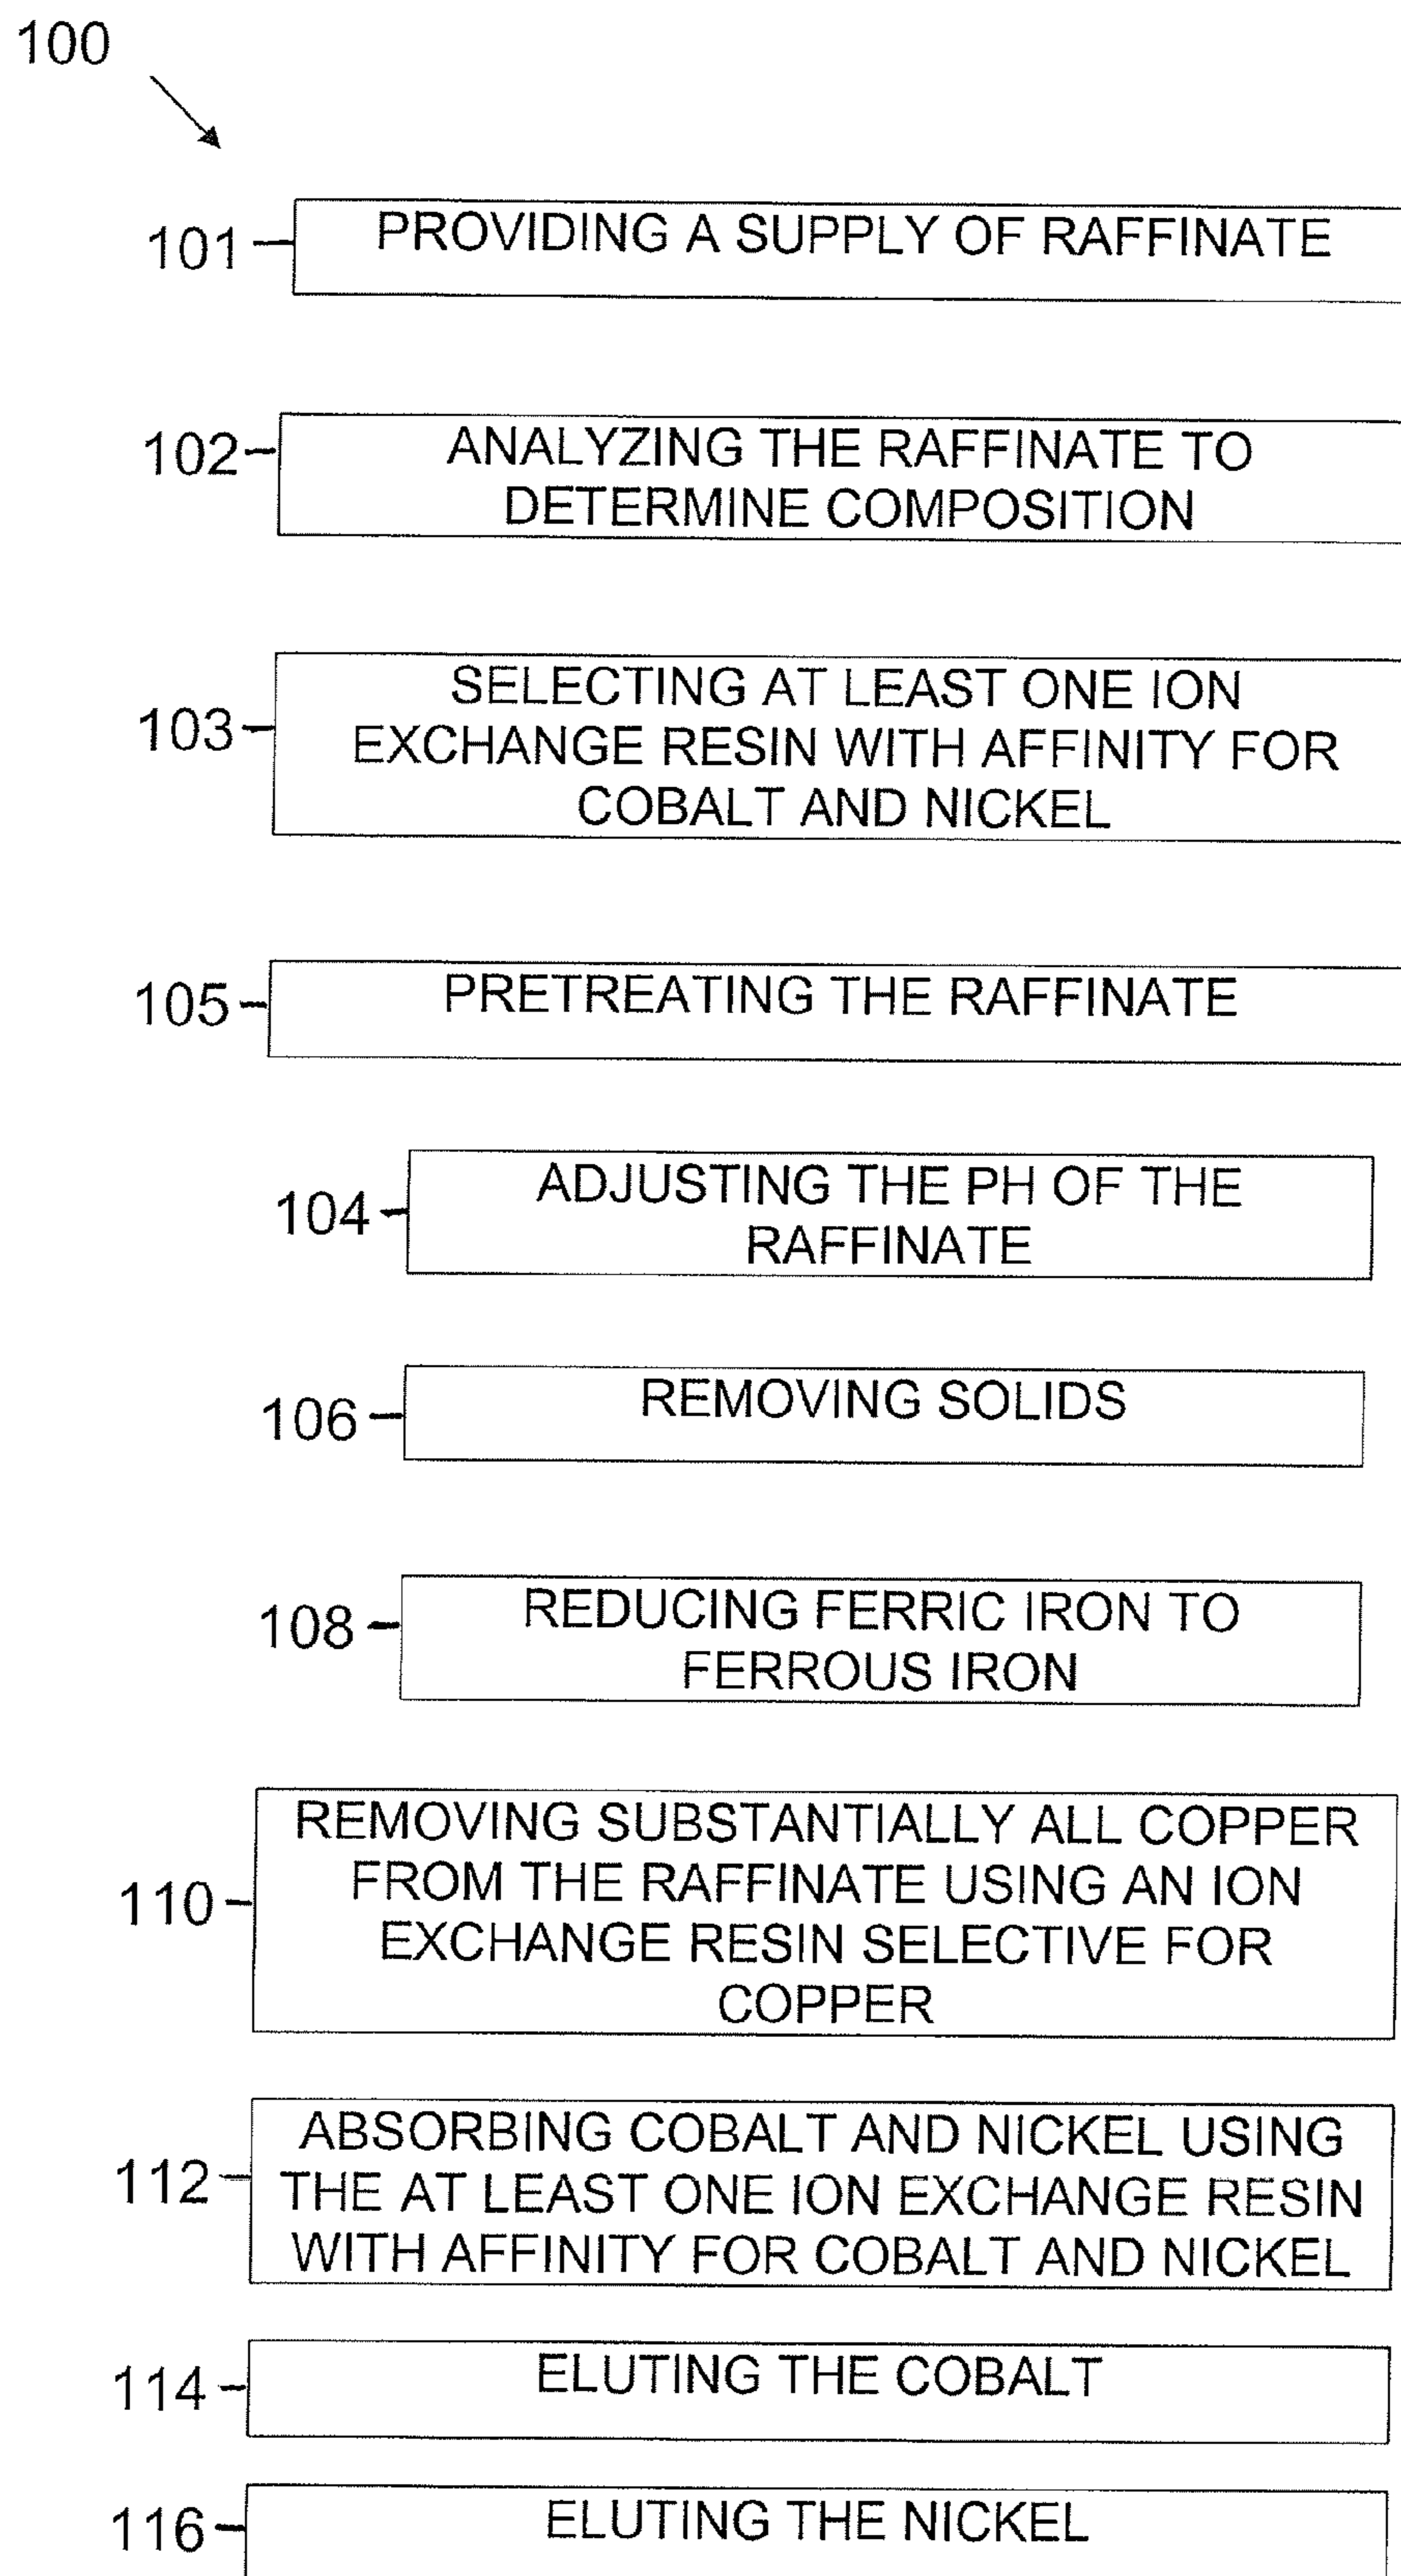 100
101 PROVIDING A SUPPLY OF RAFFINATE
102 ANALYZING THE RAFFINATE TO
DETERMINE COMPOSITION
SELECTING AT LEAST ONE ION
103 EXCHANGE RESIN WITH AFFINITY FOR
COBALT AND NICKEL
105 PRETREATING THE RAFFINATE
104 ADJUSTING THE PH OF THE
RAFFINATE
106 REMOVING SOLIDS
108 REDUCING FERRIC IRON TO
FERROUS IRON
REMOVING SUBSTANTIALLY ALL COPPER
110 FROM THE RAFFINATE USING AN ION
EXCHANGE RESIN SELECTIVE FOR
COPPER
ABSORBING COBALT AND NICKEL USING
112 THE AT LEAST ONE ION EXCHANGE RESIN
WITH AFFINITY FOR COBALT AND NICKEL
114 ELUTING THE COBALT
116 ELUTING THE NICKEL